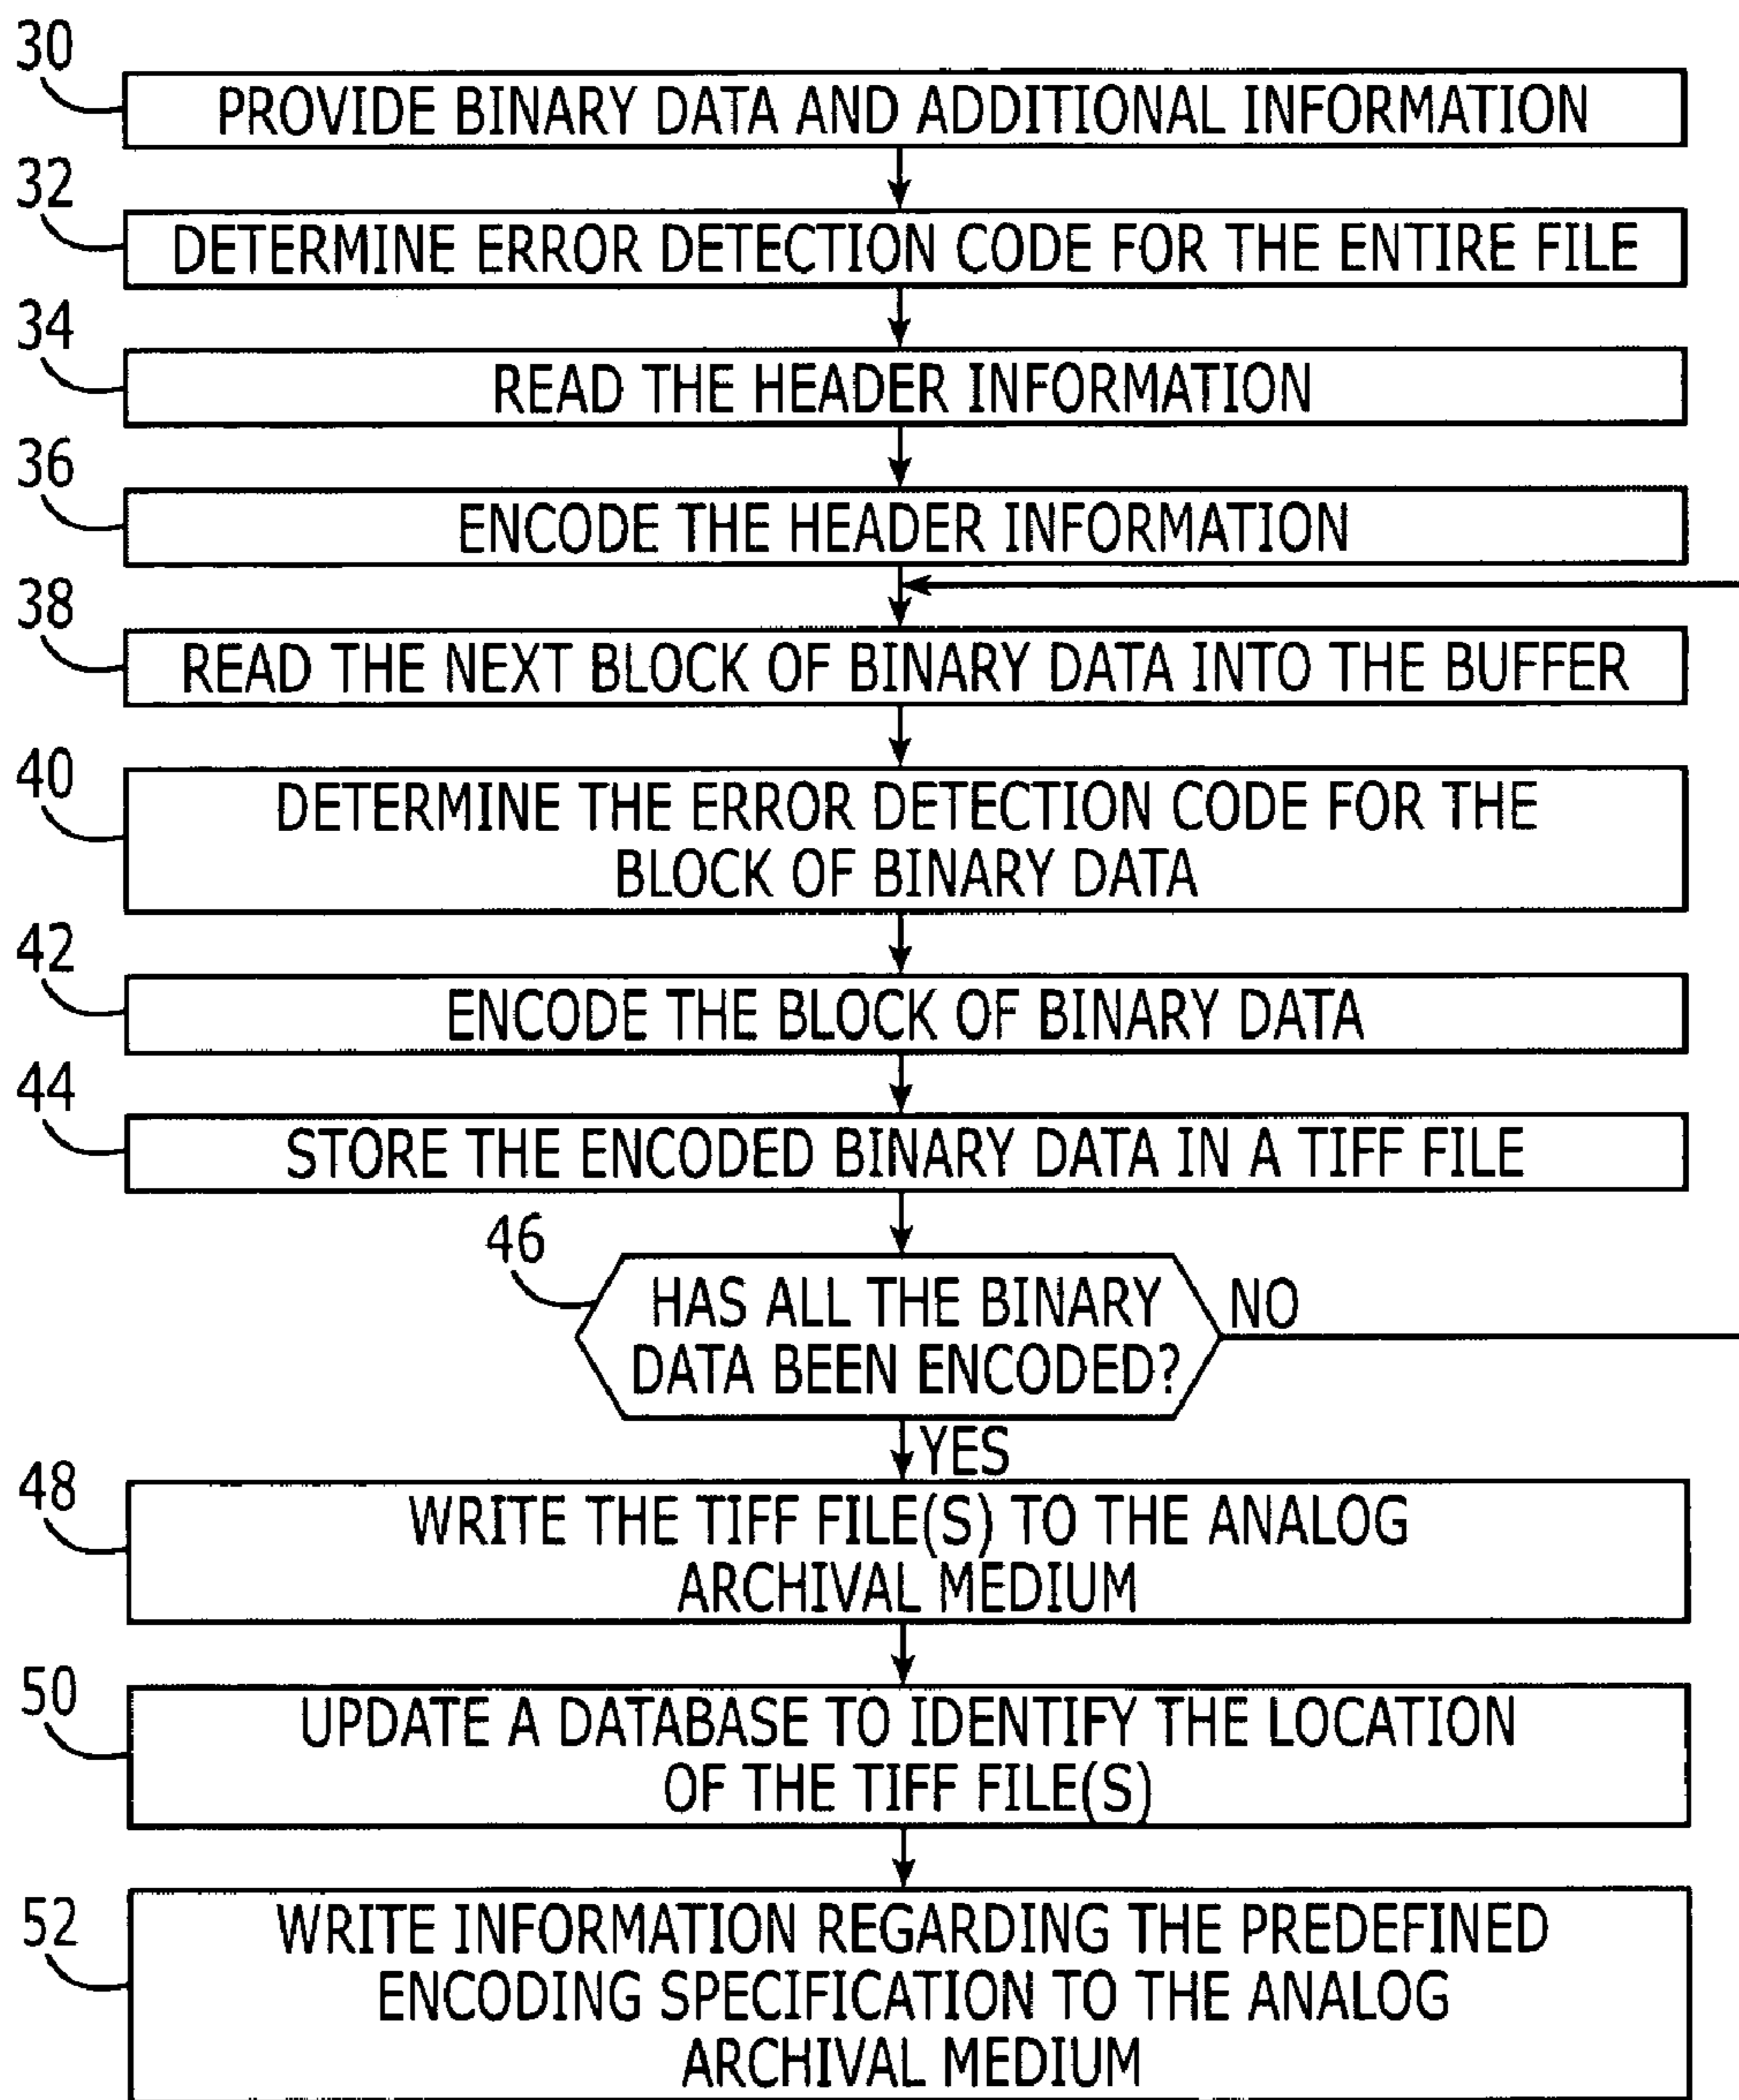 30
PROVIDE BINARY DATA AND ADDITIONAL INFORMATION
32
DETERMINE ERROR DETECTION CODE FOR THE ENTIRE FILE
34
READ THE HEADER INFORMATION
36
ENCODE THE HEADER INFORMATION
38
READ THE NEXT BLOCK OF BINARY DATA INTO THE BUFFER
40
DETERMINE THE ERROR DETECTION CODE FOR THE
BLOCK OF BINARY DATA
42
ENCODE THE BLOCK OF BINARY DATA
44
STORE THE ENCODED BINARY DATA IN A TIFF FILE
46
HAS ALL THE BINARY
DATA BEEN ENCODED?
NO
YES
48
WRITE THE TIFF FILE(S) TO THE ANALOG
ARCHIVAL MEDIUM
50
UPDATE A DATABASE TO IDENTIFY THE LOCATION
OF THE TIFF FILE(S)
52
WRITE INFORMATION REGARDING THE PREDEFINED
ENCODING SPECIFICATION TO THE ANALOG
ARCHIVAL MEDIUM